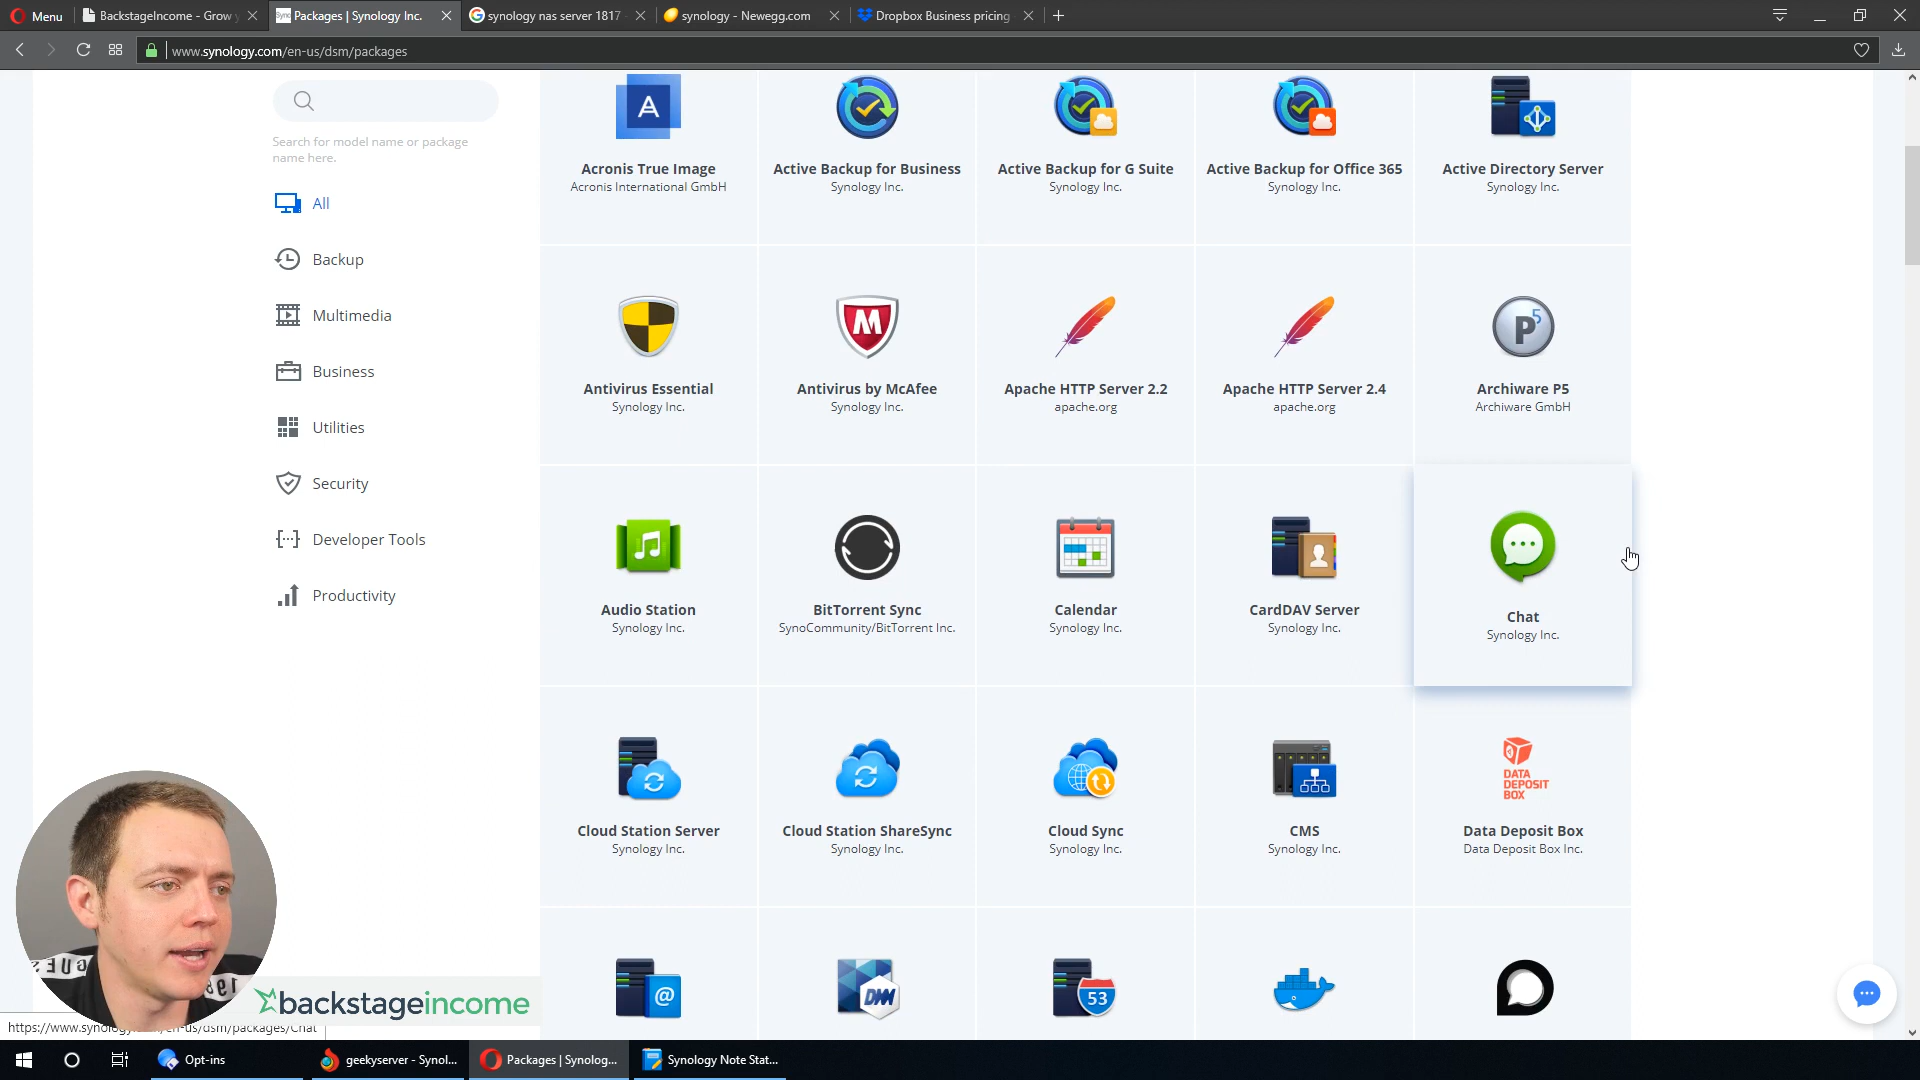 Menu
BackstageIncome - Grow y
Packages | Synology Inc.
synology nas server 1817
synology - Newegg.com
Dropbox Business pricing
www.synology.com/en-us/dsm/packages
Search for model name or package
name here.
All
Backup
Multimedia
Business
Utilities
Security
Developer Tools
Productivity
A
Acronis True Image
Acronis International GmbH
Active Backup for Business
Synology Inc.
Active Backup for G Suite
Synology Inc.
Active Backup for Office 365
Synology Inc.
Active Directory Server
Synology Inc.
Antivirus Essential
Synology Inc.
M
Antivirus by McAfee
Synology Inc.
Apache HTTP Server 2.2
apache.org
Apache HTTP Server 2.4
apache.org
P5
Archiware P5
Archiware GmbH
Audio Station
Synology Inc.
BitTorrent Sync
SynoCommunity/BitTorrent Inc.
Calendar
Synology Inc.
CardDAV Server
Synology Inc.
Chat
Synology Inc.
Cloud Station Server
Synology Inc.
Cloud Station ShareSync
Synology Inc.
Cloud Sync
Synology Inc.
CMS
Synology Inc.
DATA
DEPOSIT
BOX
Data Deposit Box
Data Deposit Box Inc.
@
DNN
53
backstageincome
Opt-ins
geekyserver - Synol...
Packages | Synolog...
Synology Note Stat...